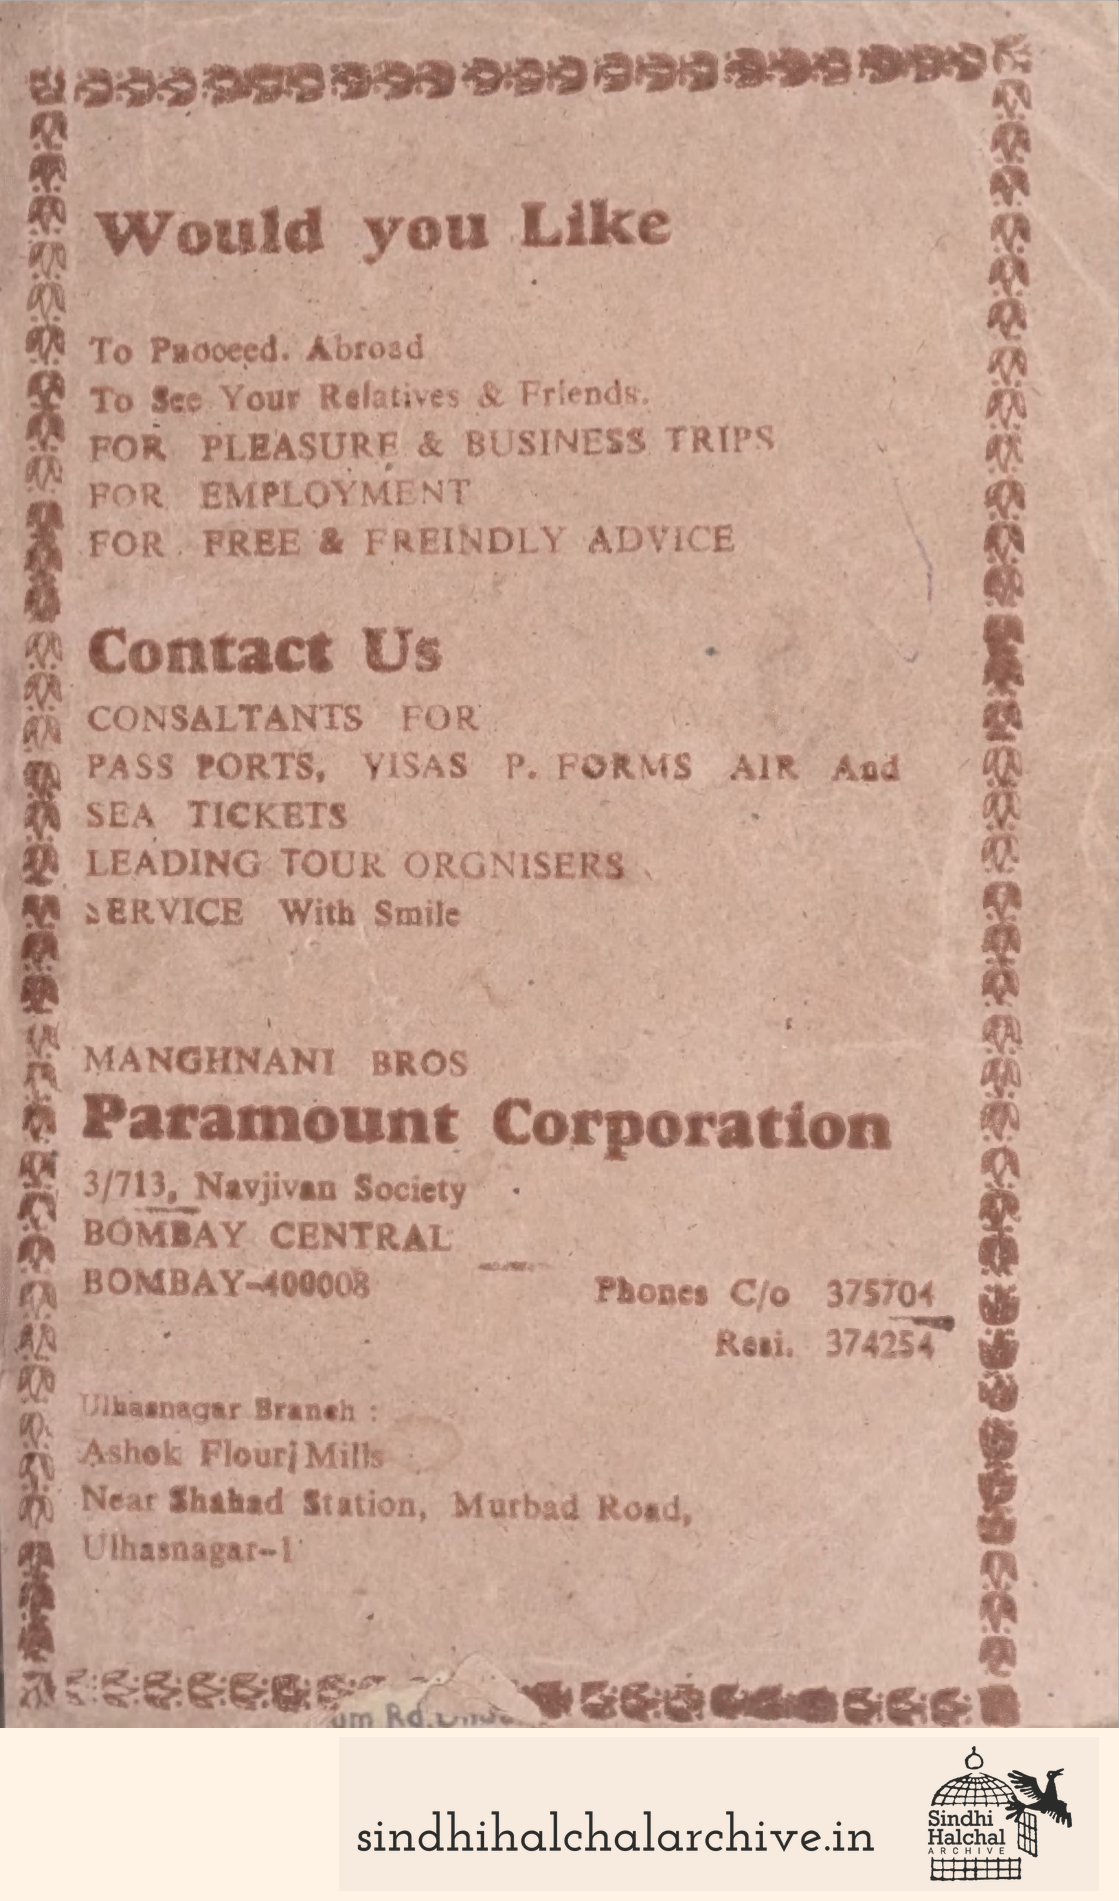 Would you Like
To Paooeed. Abroad
To See Your Relatives & Friends.
FOR PLEASURE & BUSINESS TRIPS
FOR EMPLOYMENT
FOR FREE & FREINDLY ADVICE
Contact Us
CONSALTANTS FOR
PASS PORTS, VISAS P. FORMS AIR And
SEA TICKETS
LEADING TOUR ORGNISERS
SERVICE With Smile
MANGHNANI BROS
Paramount Corporation
3/713, Navjivan Society
BOMBAY CENTRAL
BOMBAY-400008
Phones C/o 375704
Resi. 374254
Ulhasnagar Branch :
Ashok Flour Mills
Near Shahad Station, Murbad Road,
Ulhasnagar-1
um Rd.
sindhihalchalarchive.in
Sindhi
Halchal
ARCHIVE